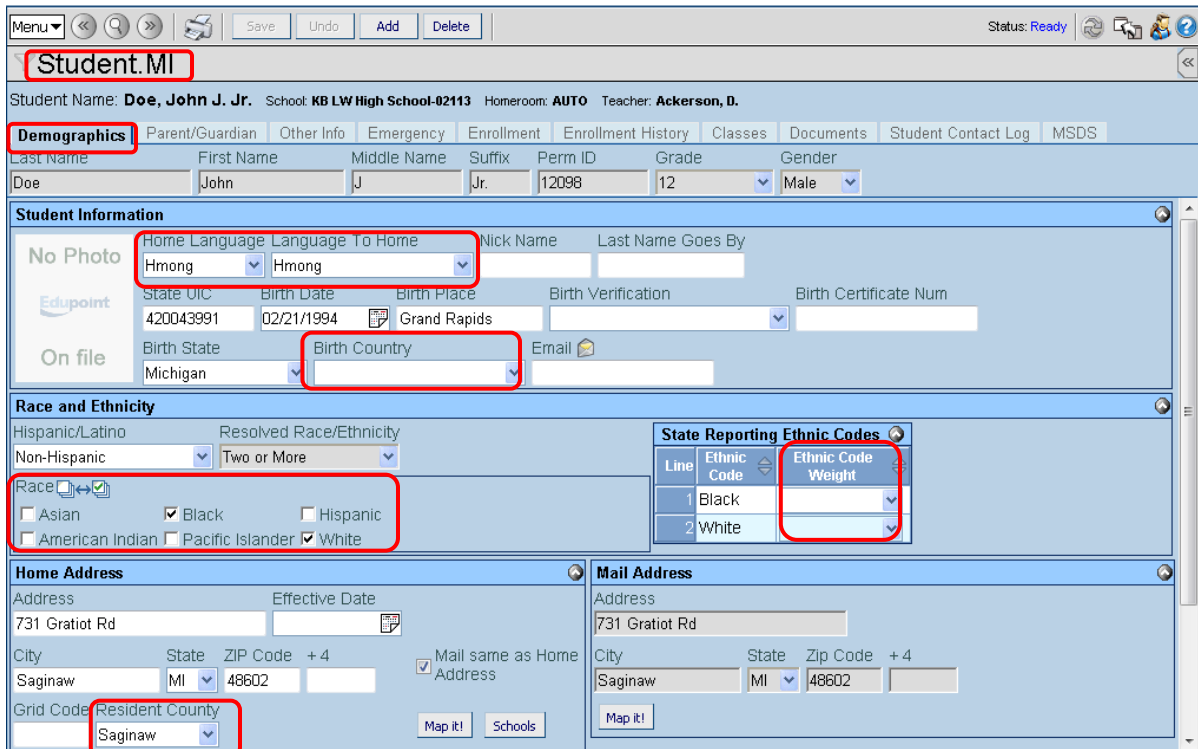 Menu Save Undo Add Delete Status: Ready
Student.MI
Student Name: Doe, John J. Jr. School: KB LW High School-02113 Homeroom: AUTO Teacher: Ackerson, D.
Demographics Parent/Guardian Other Info Emergency Enrollment Enrollment History Classes Documents Student Contact Log MSDS
Last Name First Name Middle Name Suffix Perm ID Grade Gender
Doe John J Jr. 12098 12 Male
Student Information
No Photo
Edupoint
On file
Home Language Language To Home Nick Name Last Name Goes By
Hmong Hmong
State UIC Birth Date Birth Place Birth Verification Birth Certificate Num
420043991 02/21/1994 Grand Rapids
Birth State Birth Country Email
Michigan
Race and Ethnicity
Hispanic/Latino Resolved Race/Ethnicity
Non-Hispanic Two or More
Race
Asian Black Hispanic
American Indian Pacific Islander White
State Reporting Ethnic Codes
Line Ethnic Code Ethnic Code Weight
1 Black
2 White
Home Address
Address Effective Date
731 Gratiot Rd
City State ZIP Code + 4
Saginaw MI 48602
Mail same as Home
Address
Grid Code Resident County
Saginaw
Map it! Schools
Mail Address
Address
731 Gratiot Rd
City State Zip Code + 4
Saginaw MI 48602
Map it!